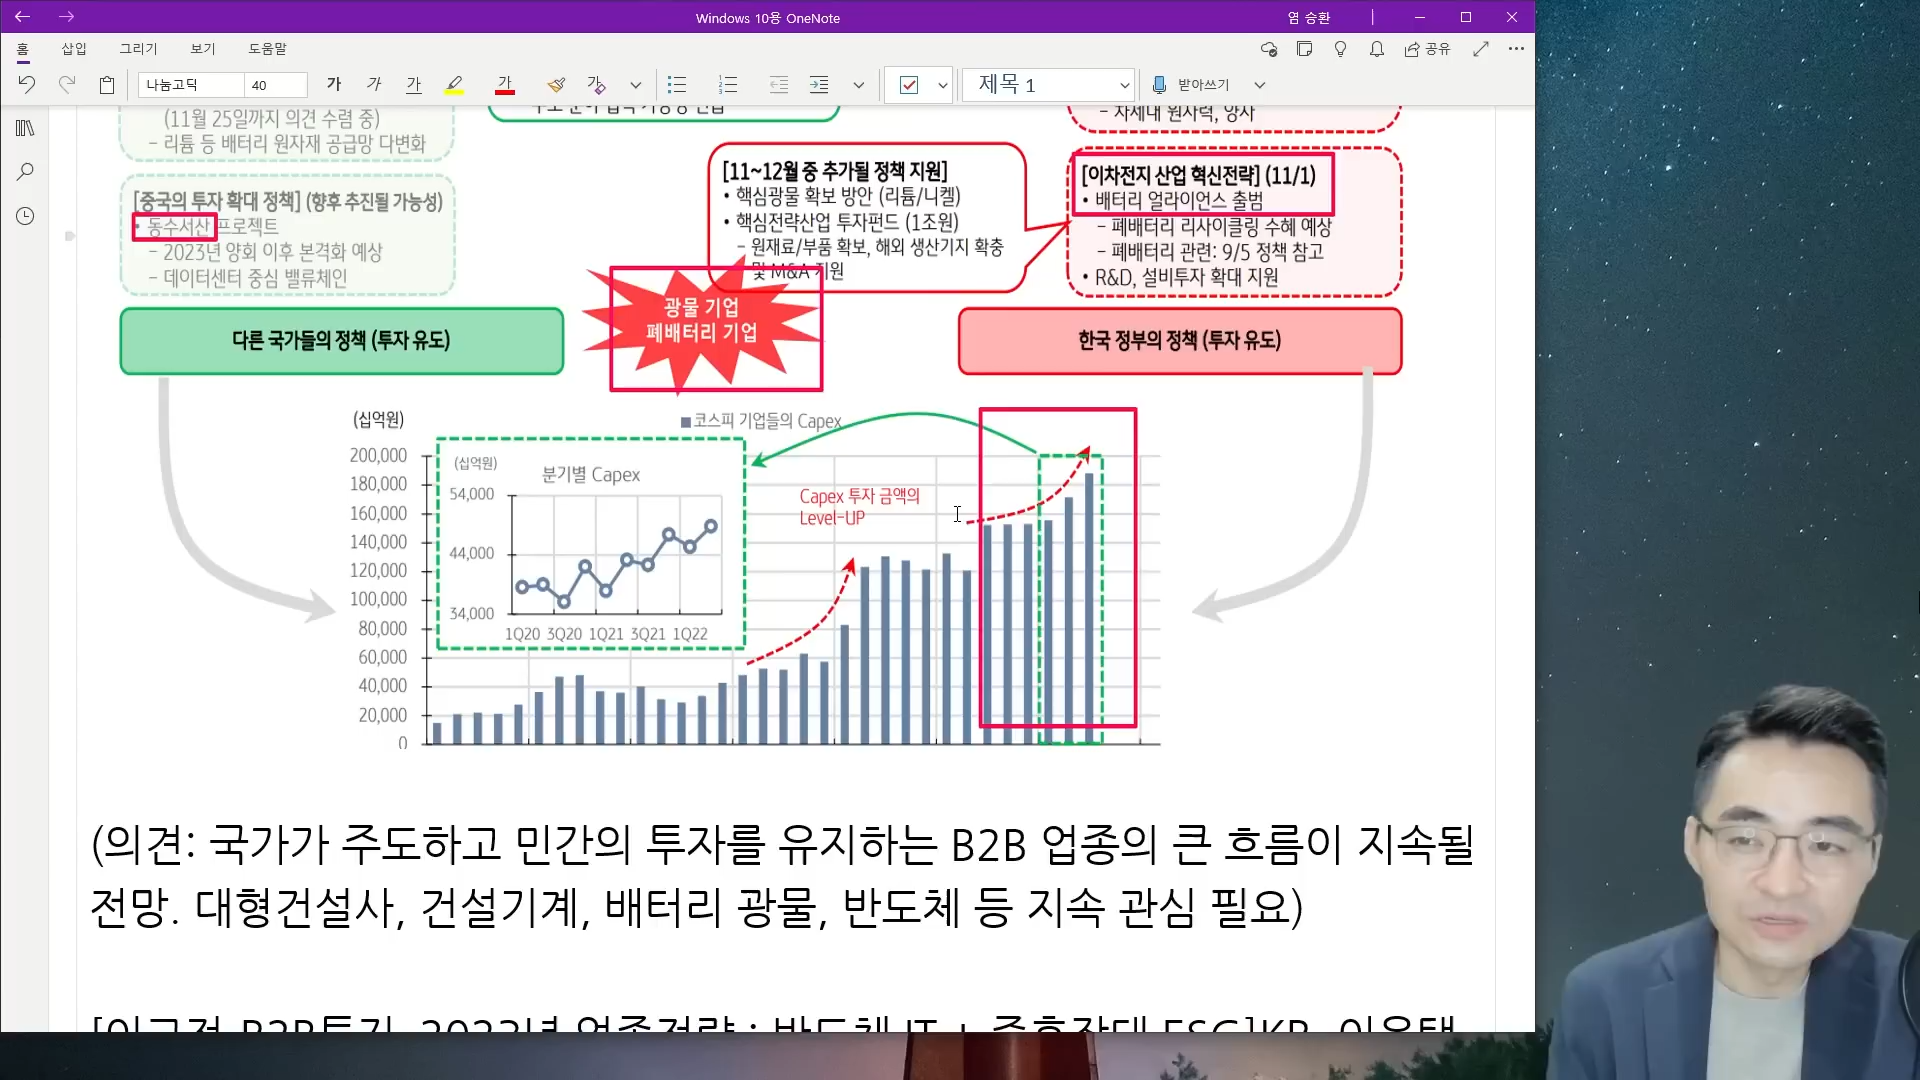 Windows 10용 OneNote
염 승환
홈 삽입 그리기 보기 도움말
공유
나눔고딕 40 가 가 가 가 제목 1 받아쓰기
(11월 25일까지 의견 수렴 중)
- 리튬 등 배터리 원자재 공급망 다변화
- 차세대 원자력, 양자
[중국의 투자 확대 정책] (향후 추진될 가능성)
• 동수서산 프로젝트
- 2023년 양회 이후 본격화 예상
- 데이터센터 중심 밸류체인
[11~12월 중 추가될 정책 지원]
• 핵심광물 확보 방안 (리튬/니켈)
• 핵심전략산업 투자펀드 (1조원)
- 원재료/부품 확보, 해외 생산기지 확충
및 M&A 지원
[이차전지 산업 혁신전략] (11/1)
• 배터리 얼라이언스 출범
- 폐배터리 리사이클링 수혜 예상
- 폐배터리 관련: 9/5 정책 참고
• R&D, 설비투자 확대 지원
광물 기업
폐배터리 기업
다른 국가들의 정책 (투자 유도)
한국 정부의 정책 (투자 유도)
(십억원)
코스피 기업들의 Capex
200,000
180,000
160,000
140,000
120,000
100,000
80,000
60,000
40,000
20,000
0
(십억원)
분기별 Capex
54,000
44,000
34,000
1Q20 3Q20 1Q21 3Q21 1Q22
Capex 투자 금액의
Level-UP
(의견: 국가가 주도하고 민간의 투자를 유지하는 B2B 업종의 큰 흐름이 지속될
전망. 대형건설사, 건설기계, 배터리 광물, 반도체 등 지속 관심 필요)